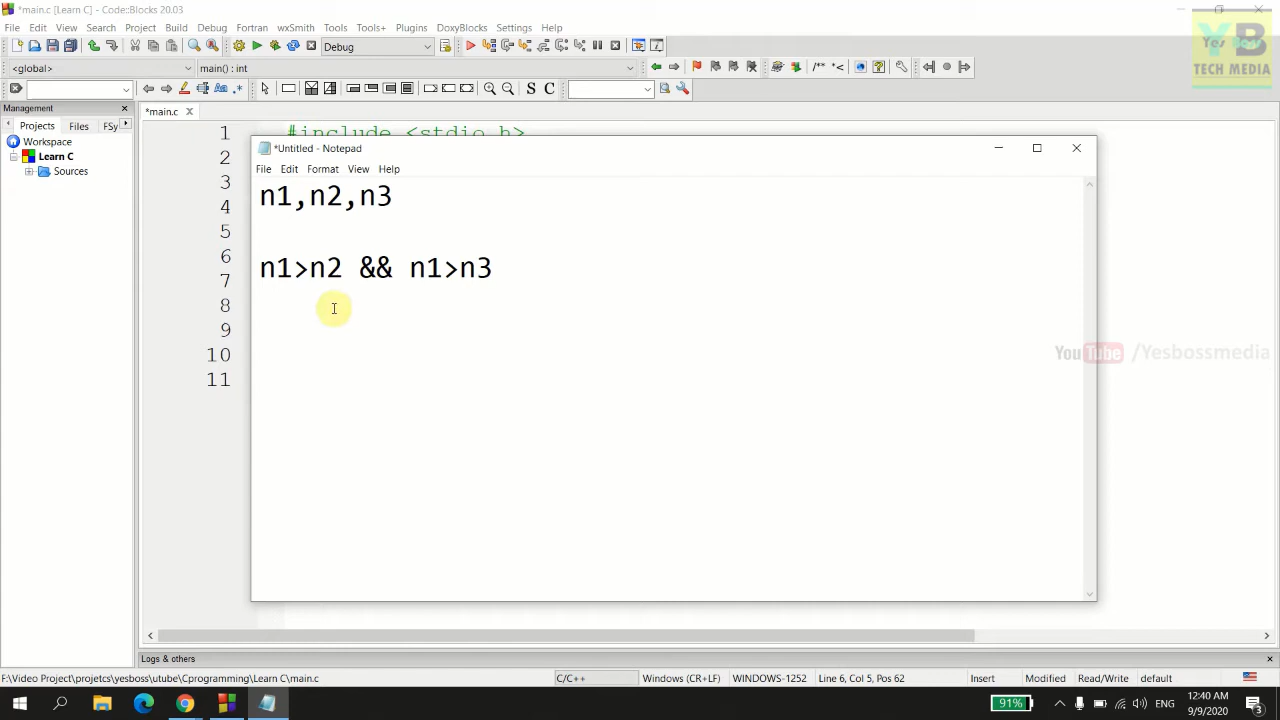 *main.c [Learn C] - Code::Blocks 20.03
File Edit View Search Project Build Debug Fortran wxSmith Tools Tools+ Plugins DoxyBlocks Settings Help
Debug
<global> main() : int
/** *<
Aa .* S C
Management
Projects Files FSy
Workspace
Learn C
Sources
*main.c
1
2
3
4
5
6
7
8
9
10
11
#include <stdio.h>
*Untitled - Notepad
File Edit Format View Help
n1,n2,n3
n1>n2 && n1>n3
YB
TECH MEDIA
YouTube /Yesbossmedia
Logs & others
F:\Video Project\projetcs\yesboss\utube\Cprogramming\Learn C\main.c C/C++ Windows (CR+LF) WINDOWS-1252 Line 6, Col 5, Pos 62 Insert Modified Read/Write default
91% ENG 12:40 AM
9/9/2020 3